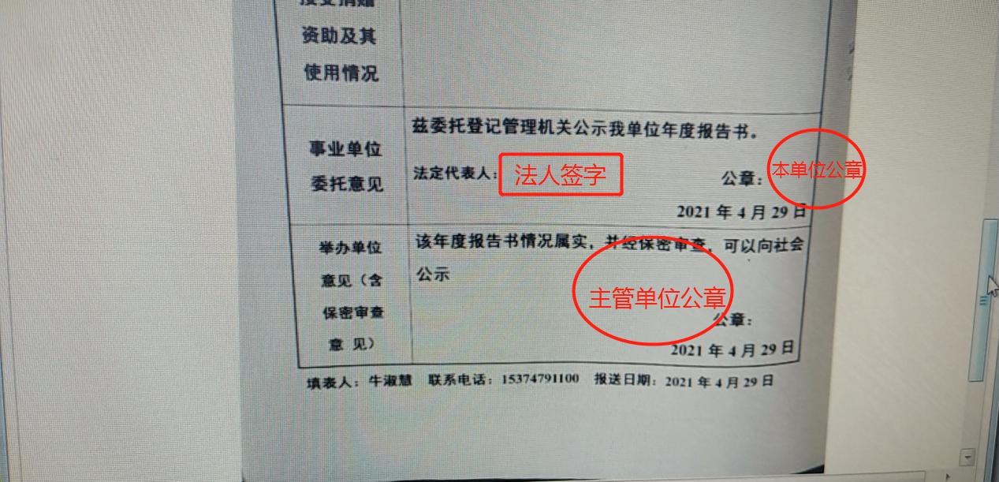 接受捐赠
资助及其
使用情况
事业单位
委托意见
兹委托登记管理机关公示我单位年度报告书。
法定代表人：法人签字
公章：本单位公章
2021 年 4 月 29 日
举办单位
意见（含
保密审查
意 见）
该年度报告书情况属实，并经保密审查，可以向社会
公示
主管单位公章
公章：
2021 年 4 月 29 日
填表人：牛淑慧 联系电话：15374791100 报送日期：2021 年 4 月 29 日